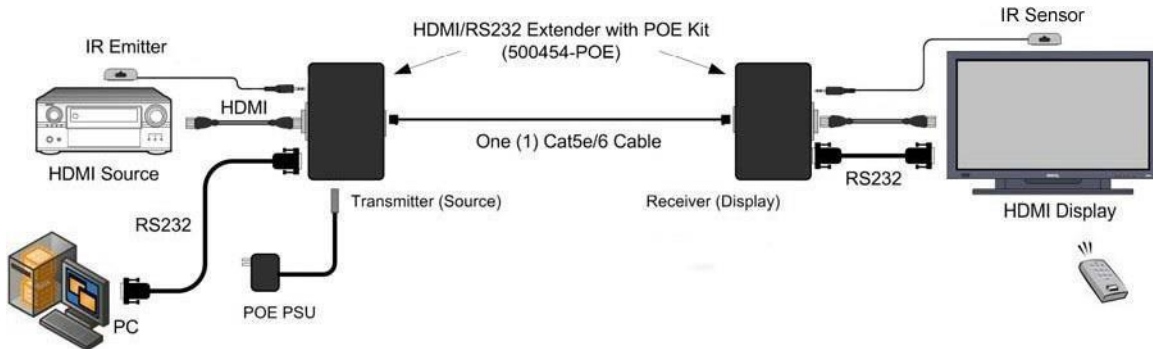 HDMI/RS232 Extender with POE Kit
(500454-POE)
IR Sensor
IR Emitter
HDMI
One (1) Cat5e/6 Cable
HDMI Source
RS232
Transmitter (Source)
Receiver (Display)
RS232
HDMI Display
POE PSU
PC